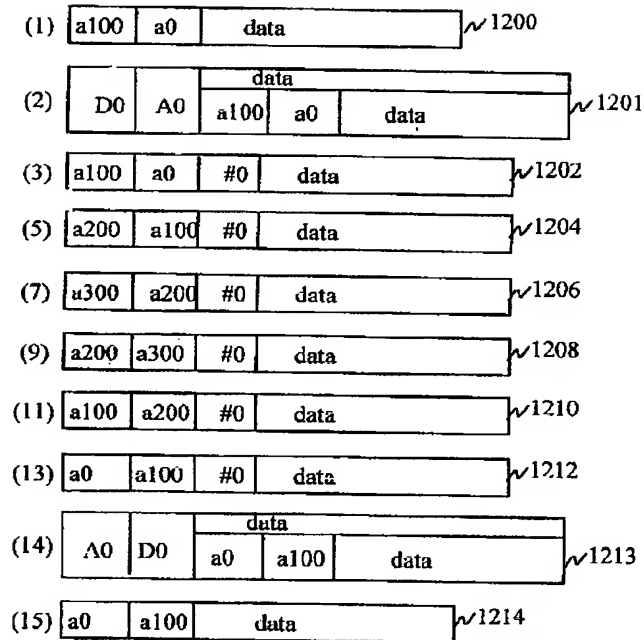 (1) a100 a0 data 1200
data
(2) D0 A0 a100 a0 data 1201
(3) a100 a0 #0 data 1202
(5) a200 a100 #0 data 1204
(7) a300 a200 #0 data 1206
(9) a200 a300 #0 data 1208
(11) a100 a200 #0 data 1210
(13) a0 a100 #0 data 1212
data
(14) A0 D0 a0 a100 data 1213
(15) a0 a100 data 1214